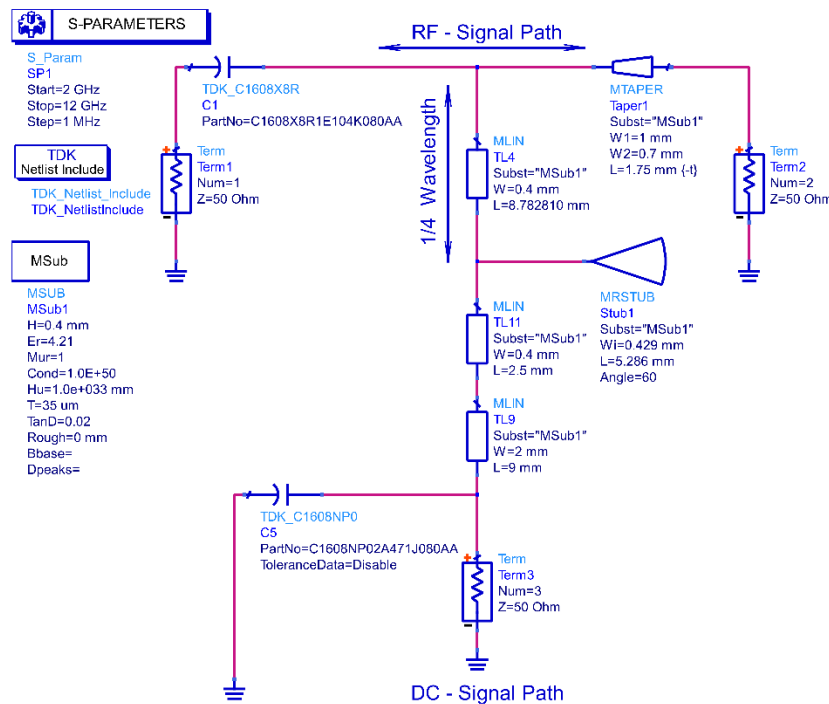 S-PARAMETERS
S_Param
SP1
Start=2 GHz
Stop=12 GHz
Step=1 MHz
TDK
Netlist Include
TDK_Netlist_Include
TDK_NetlistInclude
MSub
MSUB
MSub1
H=0.4 mm
Er=4.21
Mur=1
Cond=1.0E+50
Hu=1.0e+033 mm
T=35 um
TanD=0.02
Rough=0 mm
Bbase=
Dpeaks=
RF - Signal Path
TDK_C1608X8R
C1
PartNo=C1608X8R1E104K080AA
+
Term
Term1
Num=1
Z=50 Ohm
-
1/4 Wavelength
MLIN
TL4
Subst="MSub1"
W=0.4 mm
L=8.782810 mm
MTAPER
Taper1
Subst="MSub1"
W1=1 mm
W2=0.7 mm
L=1.75 mm {-t}
+
Term
Term2
Num=2
Z=50 Ohm
-
MRSTUB
Stub1
Subst="MSub1"
Wi=0.429 mm
L=5.286 mm
Angle=60
MLIN
TL11
Subst="MSub1"
W=0.4 mm
L=2.5 mm
MLIN
TL9
Subst="MSub1"
W=2 mm
L=9 mm
TDK_C1608NP0
C5
PartNo=C1608NP02A471J080AA
ToleranceData=Disable
+
Term
Term3
Num=3
Z=50 Ohm
-
DC - Signal Path